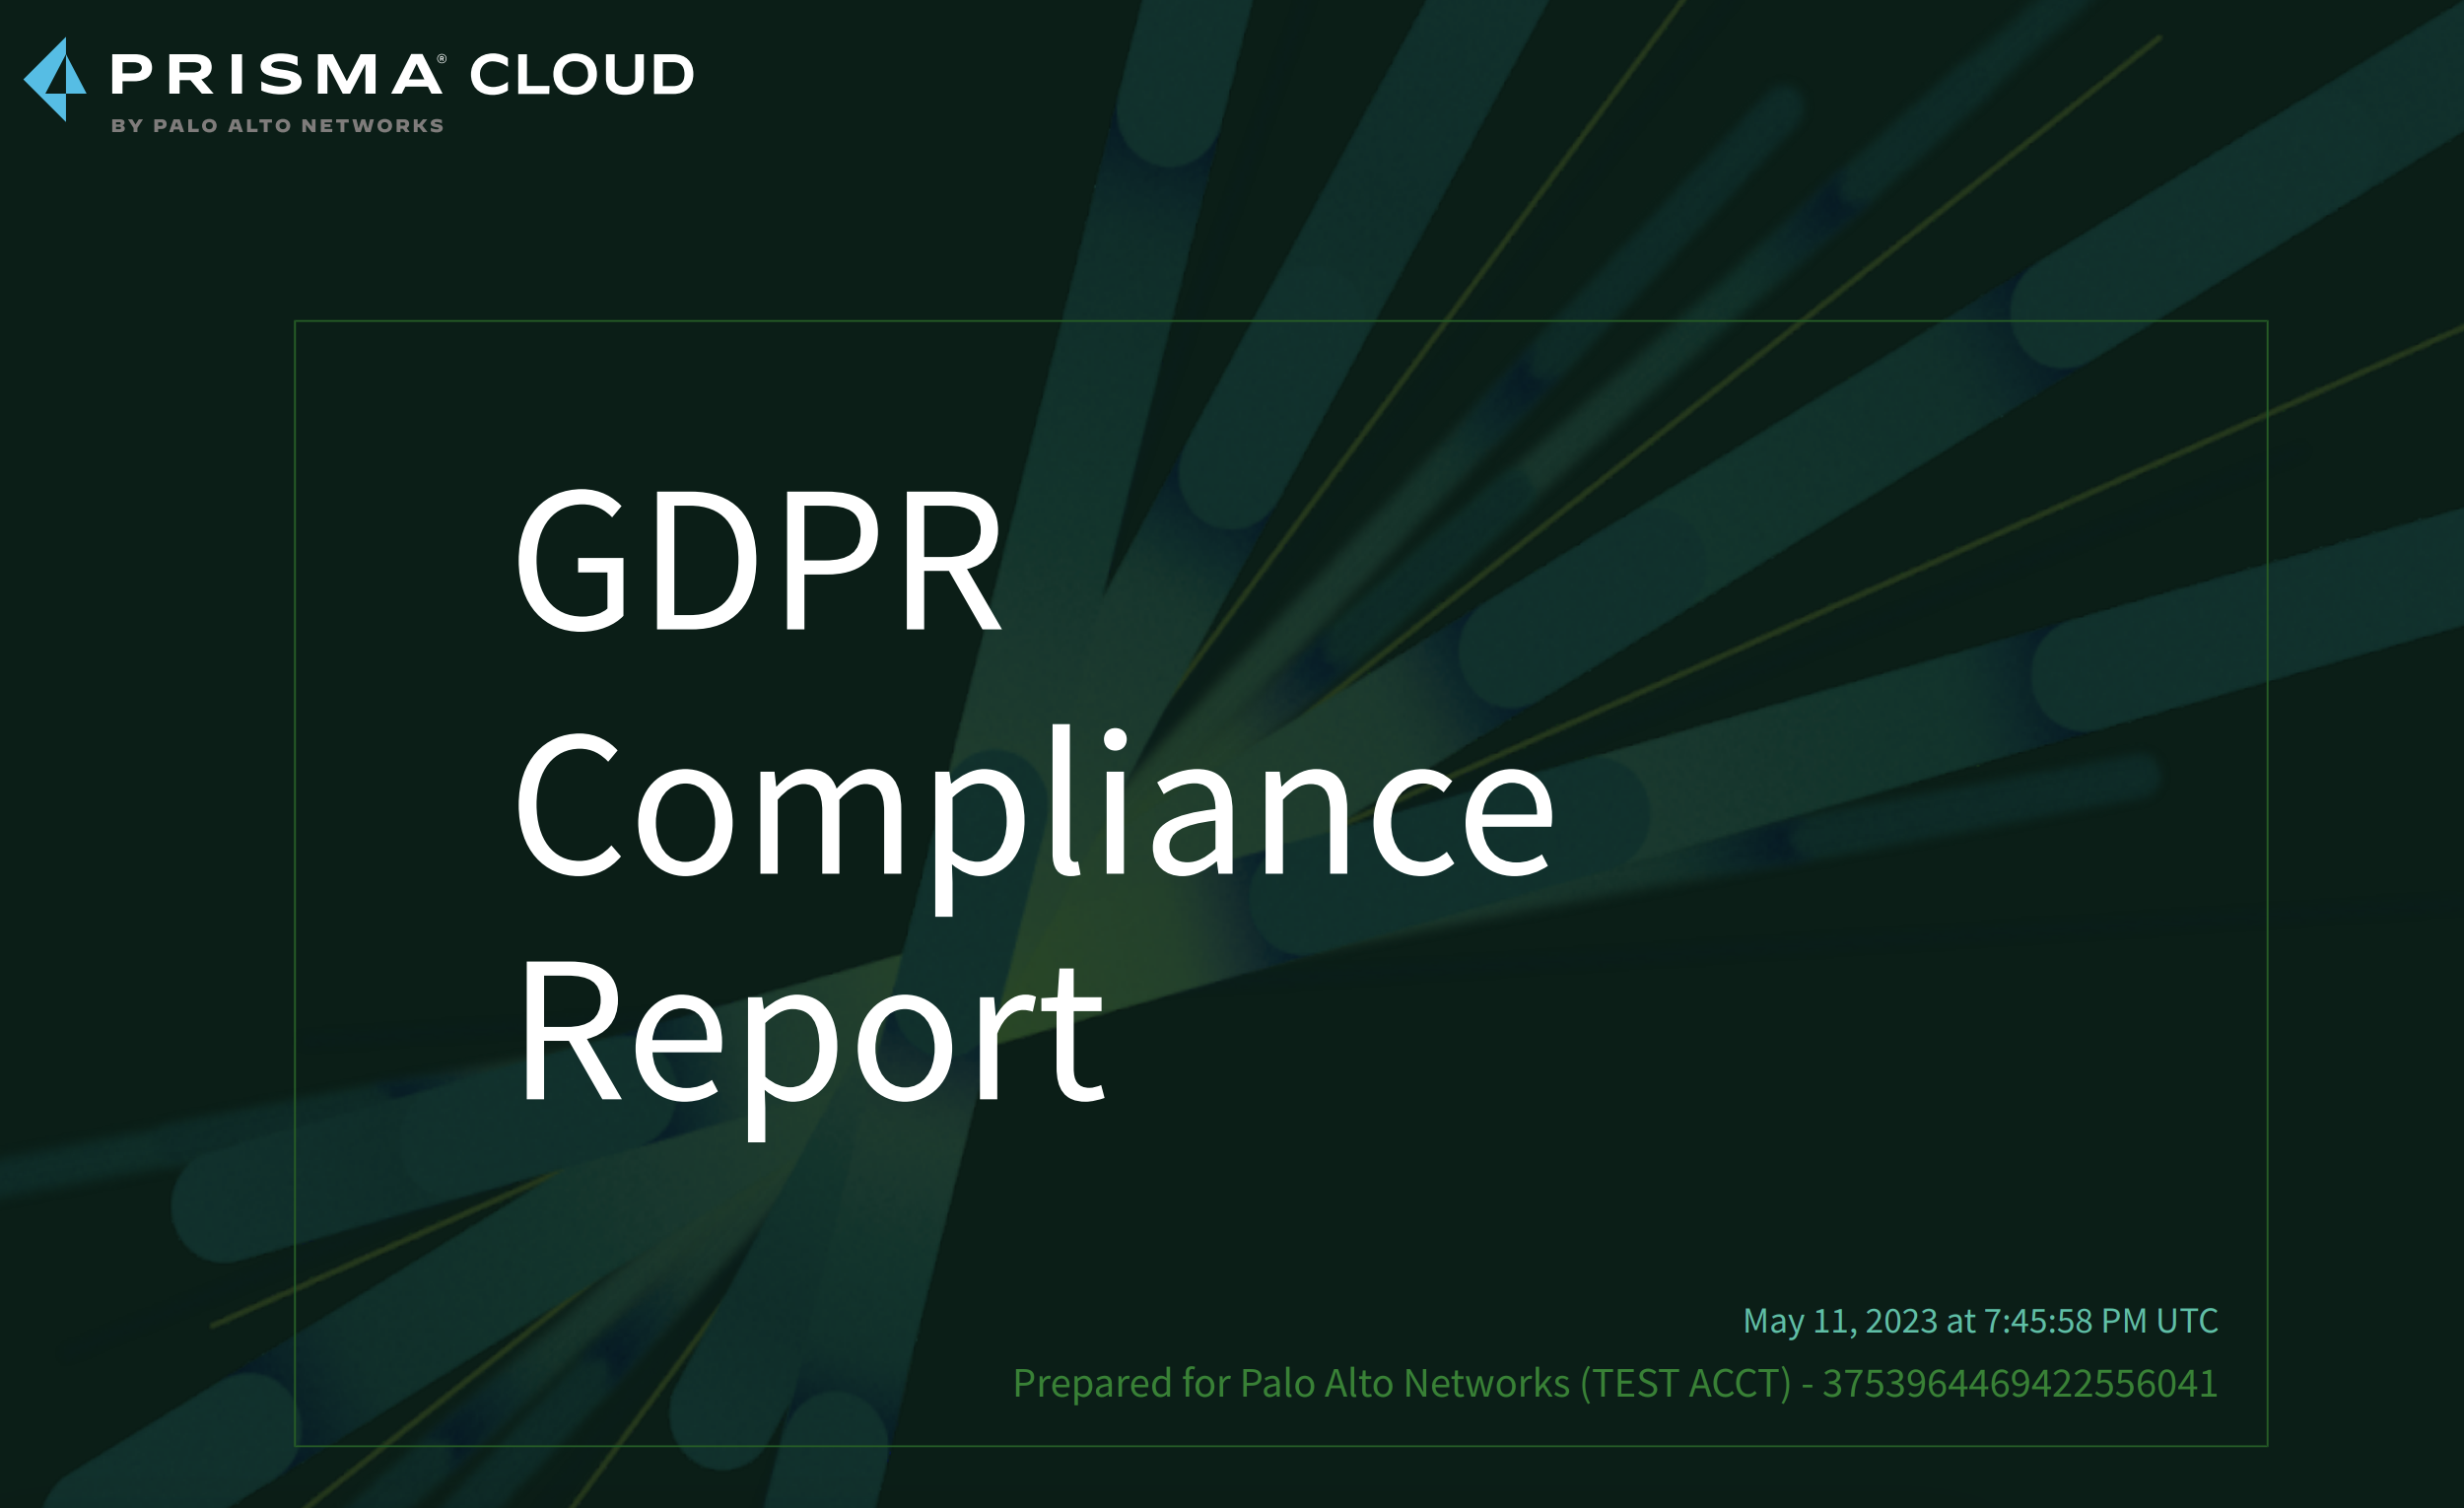 PRISMA® CLOUD
BY PALO ALTO NETWORKS
GDPR
Compliance
Report
May 11, 2023 at 7:45:58 PM UTC
Prepared for Palo Alto Networks (TEST ACCT) - 3753964469422556041